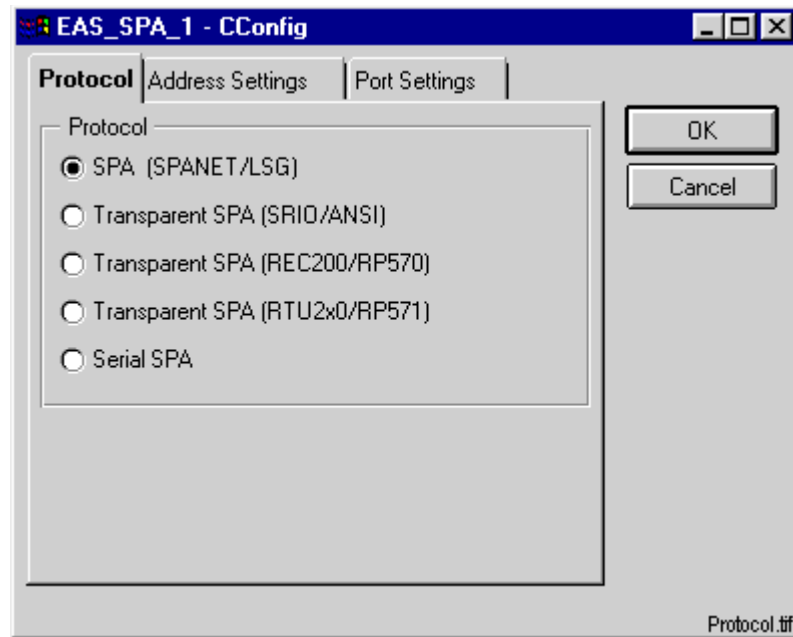 EAS_SPA_1 - CConfig
Protocol Address Settings Port Settings
Protocol
SPA (SPANET/LSG)
Transparent SPA (SRIO/ANSI)
Transparent SPA (REC200/RP570)
Transparent SPA (RTU2x0/RP571)
Serial SPA
OK
Cancel
Protocol.tif